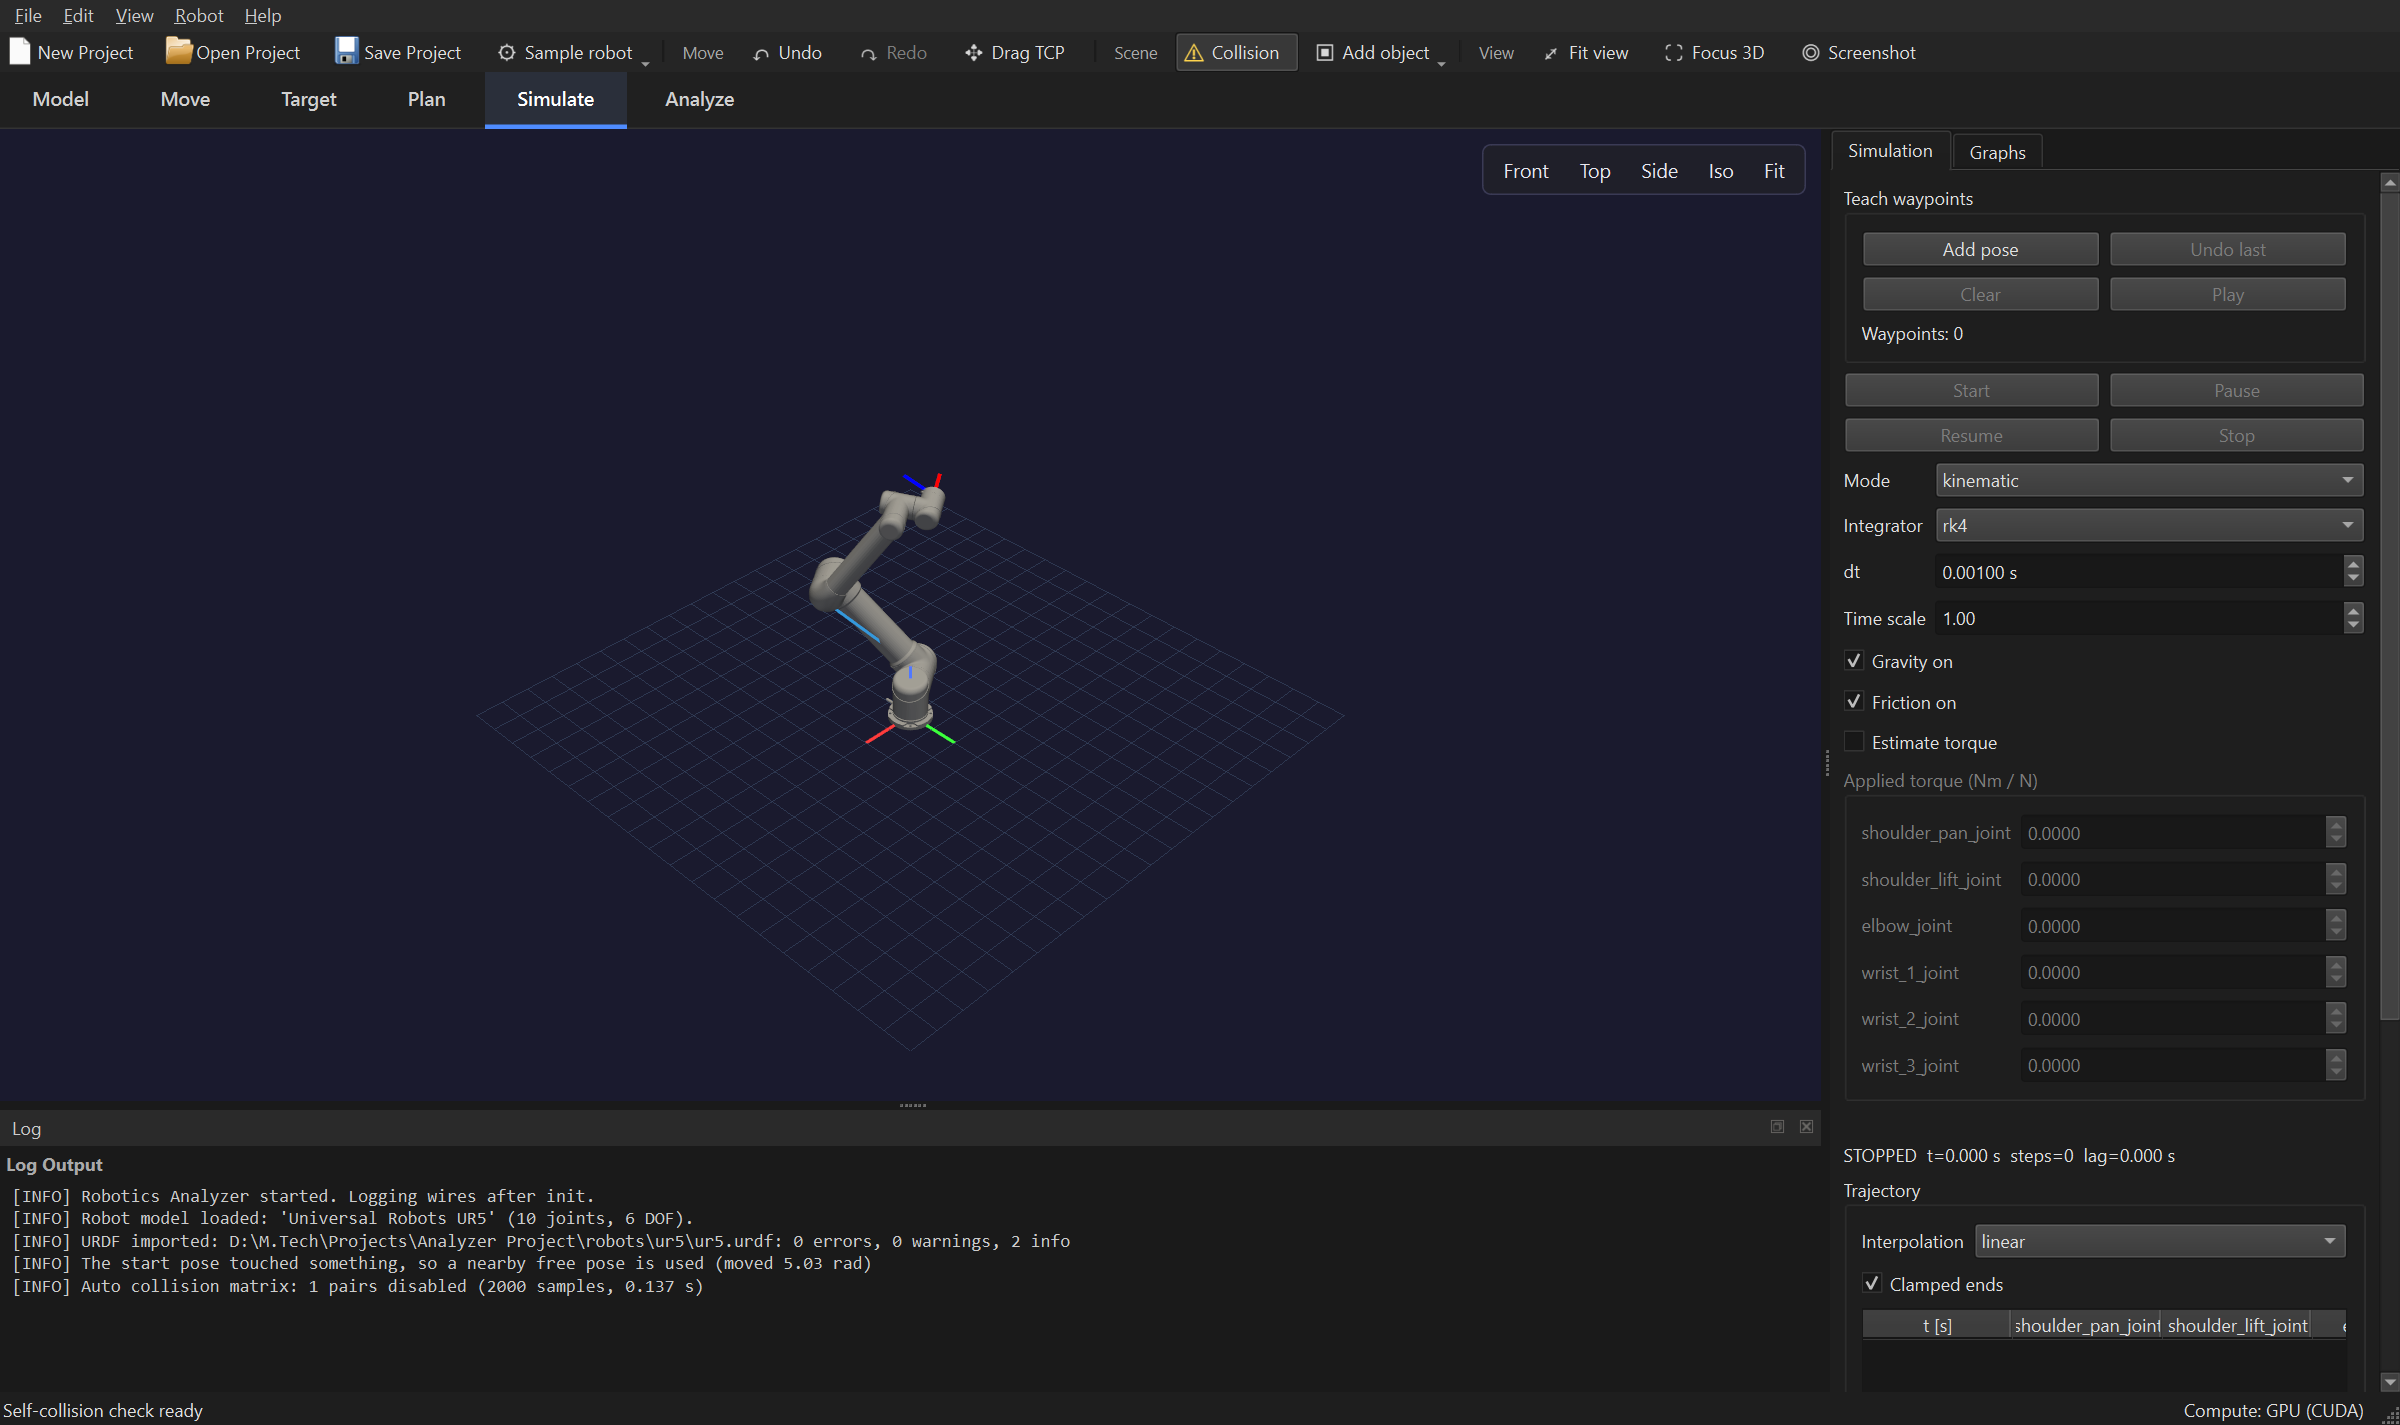 File Edit View Robot Help
New Project Open Project Save Project Sample robot Move Undo Redo Drag TCP Scene Collision Add object View Fit view Focus 3D Screenshot
Model Move Target Plan Simulate Analyze
Front Top Side Iso Fit
Simulation Graphs
Teach waypoints
Add pose Undo last
Clear Play
Waypoints: 0
Start Pause
Resume Stop
Mode kinematic
Integrator rk4
dt 0.00100 s
Time scale 1.00
Gravity on
Friction on
Estimate torque
Applied torque (Nm / N)
shoulder_pan_joint 0.0000
shoulder_lift_joint 0.0000
elbow_joint 0.0000
wrist_1_joint 0.0000
wrist_2_joint 0.0000
wrist_3_joint 0.0000
STOPPED t=0.000 s steps=0 lag=0.000 s
Trajectory
Interpolation linear
Clamped ends
t [s] shoulder_pan_joint shoulder_lift_joint
Log
Log Output
[INFO] Robotics Analyzer started. Logging wires after init.
[INFO] Robot model loaded: 'Universal Robots UR5' (10 joints, 6 DOF).
[INFO] URDF imported: D:\M.Tech\Projects\Analyzer Project\robots\ur5\ur5.urdf: 0 errors, 0 warnings, 2 info
[INFO] The start pose touched something, so a nearby free pose is used (moved 5.03 rad)
[INFO] Auto collision matrix: 1 pairs disabled (2000 samples, 0.137 s)
Self-collision check ready
Compute: GPU (CUDA)